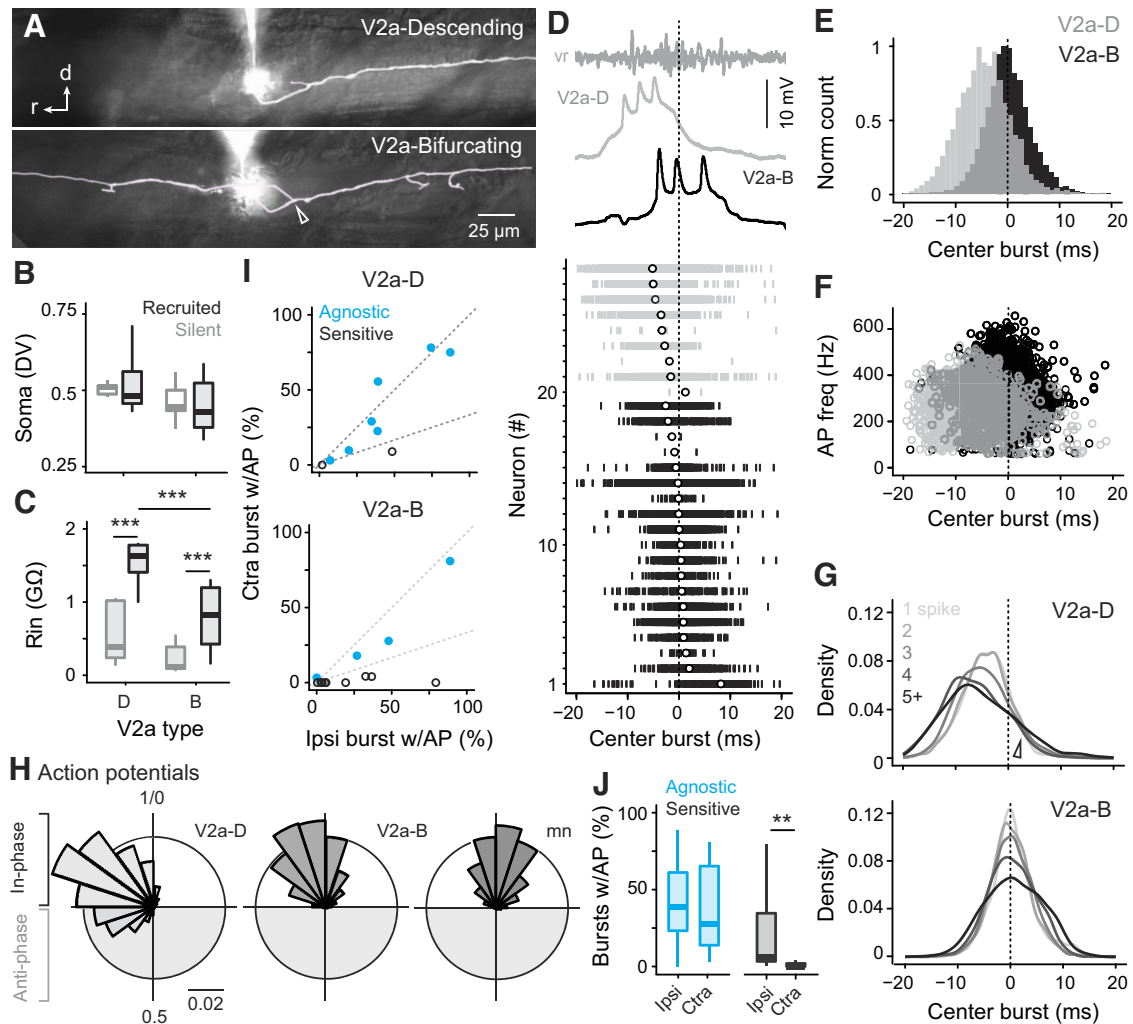 A
V2a-Descending
d
r
V2a-Bifurcating
25 µm
B
0.75
0.5
0.25
Soma (DV)
Recruited
Silent
C
2
1
0
Rin (GΩ)
***
***
***
D
B
V2a type
D
vr
V2a-D
10 mV
V2a-B
Neuron (#)
20
10
1
−20
−10
0
10
20
Center burst (ms)
E
V2a-D
V2a-B
Norm count
1
0.5
0
−20
−10
0
10
20
Center burst (ms)
F
AP freq (Hz)
600
400
200
0
−20
−10
0
10
20
Center burst (ms)
G
V2a-D
1 spike
2
3
4
5+
Density
0.12
0.08
0.04
0
V2a-B
Density
0.12
0.08
0.04
0
−20
−10
0
10
20
Center burst (ms)
H Action potentials
In-phase
Anti-phase
1/0
0.5
V2a-D
V2a-B
mn
0.02
I
V2a-D
Agnostic
Sensitive
100
50
0
Ctra burst w/AP (%)
V2a-B
100
50
0
0
50
100
Ipsi burst w/AP (%)
J
Agnostic
Sensitive
Bursts w/AP (%)
100
50
0
**
Ipsi
Ctra
Ipsi
Ctra